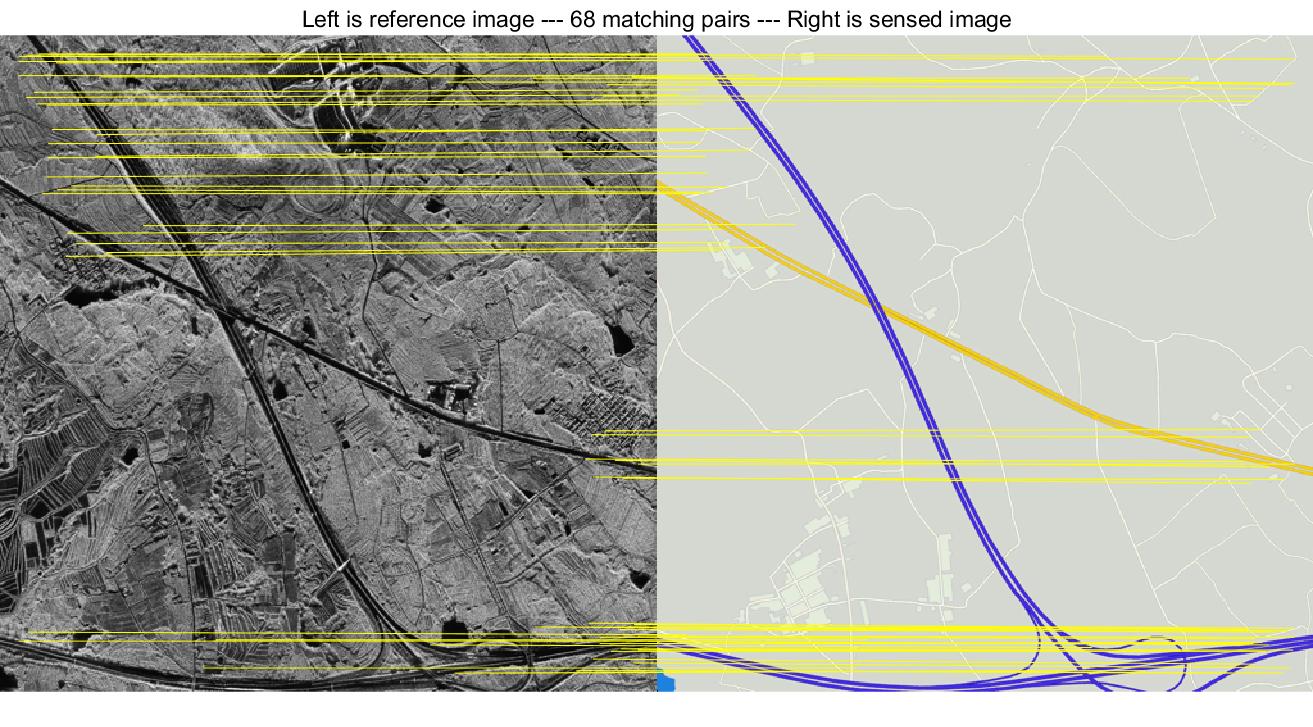 Left is reference image --- 68 matching pairs --- Right is sensed image